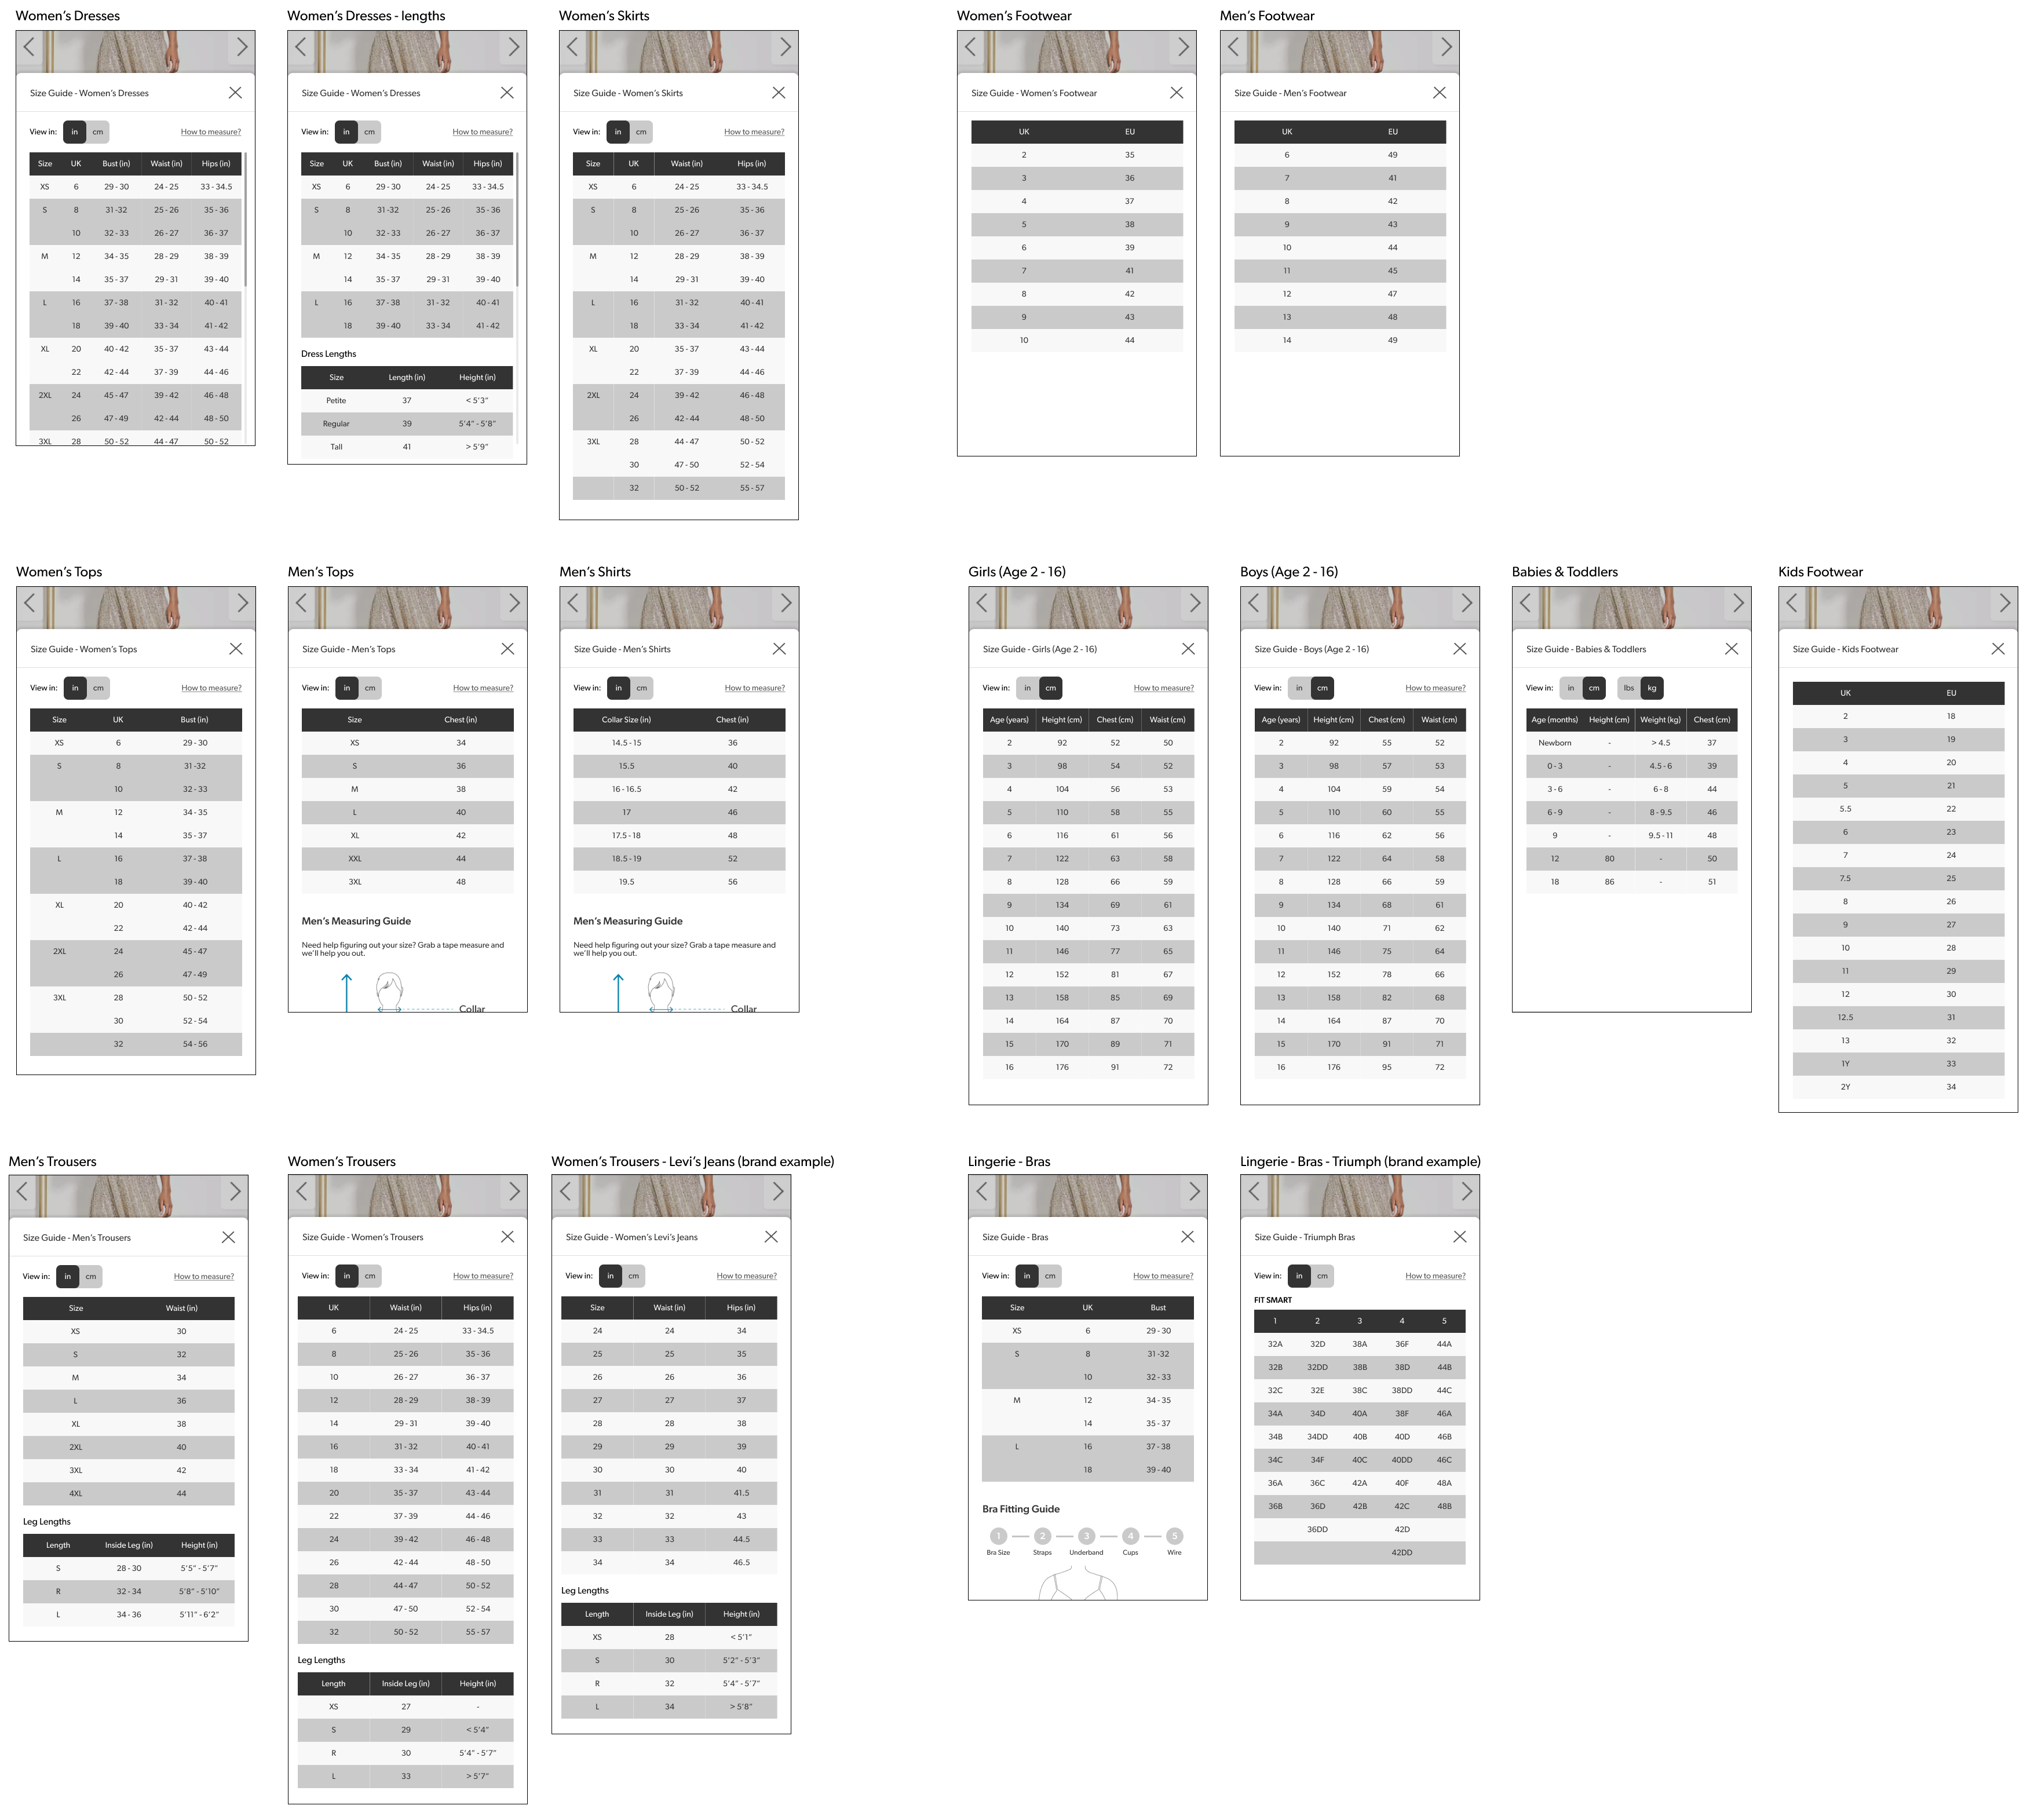 Women's Dresses
Size Guide - Women's Dresses
View in: in cm How to measure?
Size UK Bust (in) Waist (in) Hips (in)
XS 6 29 - 30 24 - 25 33 - 34.5
S 8 31 -32 25 - 26 35 - 36
10 32 - 33 26 - 27 36 - 37
M 12 34 - 35 28 - 29 38 - 39
14 35 - 37 29 - 31 39 - 40
L 16 37 - 38 31 - 32 40 - 41
18 39 - 40 33 - 34 41 - 42
XL 20 40 - 42 35 - 37 43 - 44
22 42 - 44 37 - 39 44 - 46
2XL 24 45 - 47 39 - 42 46 - 48
26 47 - 49 42 - 44 48 - 50
3XL 28 50 - 52 44 - 47 50 - 52
Women's Dresses - lengths
Size Guide - Women's Dresses
View in: in cm How to measure?
Size UK Bust (in) Waist (in) Hips (in)
XS 6 29 - 30 24 - 25 33 - 34.5
S 8 31 -32 25 - 26 35 - 36
10 32 - 33 26 - 27 36 - 37
M 12 34 - 35 28 - 29 38 - 39
14 35 - 37 29 - 31 39 - 40
L 16 37 - 38 31 - 32 40 - 41
18 39 - 40 33 - 34 41 - 42
Dress Lengths
Size Length (in) Height (in)
Petite 37 < 5'3"
Regular 39 5'4" - 5'8"
Tall 41 > 5'9"
Women's Skirts
Size Guide - Women's Skirts
View in: in cm How to measure?
Size UK Waist (in) Hips (in)
XS 6 24 - 25 33 - 34.5
S 8 25 - 26 35 - 36
10 26 - 27 36 - 37
M 12 28 - 29 38 - 39
14 29 - 31 39 - 40
L 16 31 - 32 40 - 41
18 33 - 34 41 - 42
XL 20 35 - 37 43 - 44
22 37 - 39 44 - 46
2XL 24 39 - 42 46 - 48
26 42 - 44 48 - 50
3XL 28 44 - 47 50 - 52
30 47 - 50 52 - 54
32 50 - 52 55 - 57
Women's Footwear
Size Guide - Women's Footwear
UK EU
2 35
3 36
4 37
5 38
6 39
7 41
8 42
9 43
10 44
Men's Footwear
Size Guide - Men's Footwear
UK EU
6 49
7 41
8 42
9 43
10 44
11 45
12 47
13 48
14 49
Women's Tops
Size Guide - Women's Tops
View in: in cm How to measure?
Size UK Bust (in)
XS 6 29 - 30
S 8 31 -32
10 32 - 33
M 12 34 - 35
14 35 - 37
L 16 37 - 38
18 39 - 40
XL 20 40 - 42
22 42 - 44
2XL 24 45 - 47
26 47 - 49
3XL 28 50 - 52
30 52 - 54
32 54 - 56
Men's Tops
Size Guide - Men's Tops
View in: in cm How to measure?
Size Chest (in)
XS 34
S 36
M 38
L 40
XL 42
XXL 44
3XL 48
Men's Measuring Guide
Need help figuring out your size? Grab a tape measure and
we'll help you out.
Collar
Men's Shirts
Size Guide - Men's Shirts
View in: in cm How to measure?
Collar Size (in) Chest (in)
14.5 - 15 36
15.5 40
16 - 16.5 42
17 46
17.5 - 18 48
18.5 - 19 52
19.5 56
Men's Measuring Guide
Need help figuring out your size? Grab a tape measure and
we'll help you out.
Collar
Girls (Age 2 - 16)
Size Guide - Girls (Age 2 - 16)
View in: in cm How to measure?
Age (years) Height (cm) Chest (cm) Waist (cm)
2 92 52 50
3 98 54 52
4 104 56 53
5 110 58 55
6 116 61 56
7 122 63 58
8 128 66 59
9 134 69 61
10 140 73 63
11 146 77 65
12 152 81 67
13 158 85 69
14 164 87 70
15 170 89 71
16 176 91 72
Boys (Age 2 - 16)
Size Guide - Boys (Age 2 - 16)
View in: in cm How to measure?
Age (years) Height (cm) Chest (cm) Waist (cm)
2 92 55 52
3 98 57 53
4 104 59 54
5 110 60 55
6 116 62 56
7 122 64 58
8 128 66 59
9 134 68 61
10 140 71 62
11 146 75 64
12 152 78 66
13 158 82 68
14 164 87 70
15 170 91 71
16 176 95 72
Babies & Toddlers
Size Guide - Babies & Toddlers
View in: in cm lbs kg
Age (months) Height (cm) Weight (kg) Chest (cm)
Newborn - > 4.5 37
0 - 3 - 4.5 - 6 39
3 - 6 - 6 - 8 44
6 - 9 - 8 - 9.5 46
9 - 9.5 - 11 48
12 80 - 50
18 86 - 51
Kids Footwear
Size Guide - Kids Footwear
UK EU
2 18
3 19
4 20
5 21
5.5 22
6 23
7 24
7.5 25
8 26
9 27
10 28
11 29
12 30
12.5 31
13 32
1Y 33
2Y 34
Men's Trousers
Size Guide - Men's Trousers
View in: in cm How to measure?
Size Waist (in)
XS 30
S 32
M 34
L 36
XL 38
2XL 40
3XL 42
4XL 44
Leg Lengths
Length Inside Leg (in) Height (in)
S 28 - 30 5'5" - 5'7"
R 32 - 34 5'8" - 5'10"
L 34 - 36 5'11" - 6'2"
Women's Trousers
Size Guide - Women's Trousers
View in: in cm How to measure?
UK Waist (in) Hips (in)
6 24 - 25 33 - 34.5
8 25 - 26 35 - 36
10 26 - 27 36 - 37
12 28 - 29 38 - 39
14 29 - 31 39 - 40
16 31 - 32 40 - 41
18 33 - 34 41 - 42
20 35 - 37 43 - 44
22 37 - 39 44 - 46
24 39 - 42 46 - 48
26 42 - 44 48 - 50
28 44 - 47 50 - 52
30 47 - 50 52 - 54
32 50 - 52 55 - 57
Leg Lengths
Length Inside Leg (in) Height (in)
XS 27 -
S 29 < 5'4"
R 30 5'4" - 5'7"
L 33 > 5'7"
Women's Trousers - Levi's Jeans (brand example)
Size Guide - Women's Levi's Jeans
View in: in cm How to measure?
Size Waist (in) Hips (in)
24 24 34
25 25 35
26 26 36
27 27 37
28 28 38
29 29 39
30 30 40
31 31 41.5
32 32 43
33 33 44.5
34 34 46.5
Leg Lengths
Length Inside Leg (in) Height (in)
XS 28 < 5'1"
S 30 5'2" - 5'3"
R 32 5'4" - 5'7"
L 34 > 5'8"
Lingerie - Bras
Size Guide - Bras
View in: in cm How to measure?
Size UK Bust
XS 6 29 - 30
S 8 31 -32
10 32 - 33
M 12 34 - 35
14 35 - 37
L 16 37 - 38
18 39 - 40
Bra Fitting Guide
1 2 3 4 5
Bra Size Straps Underband Cups Wire
Lingerie - Bras - Triumph (brand example)
Size Guide - Triumph Bras
View in: in cm How to measure?
FIT SMART
1 2 3 4 5
32A 32D 38A 36F 44A
32B 32DD 38B 38D 44B
32C 32E 38C 38DD 44C
34A 34D 40A 38F 46A
34B 34DD 40B 40D 46B
34C 34F 40C 40DD 46C
36A 36C 42A 40F 48A
36B 36D 42B 42C 48B
36DD 42D
42DD